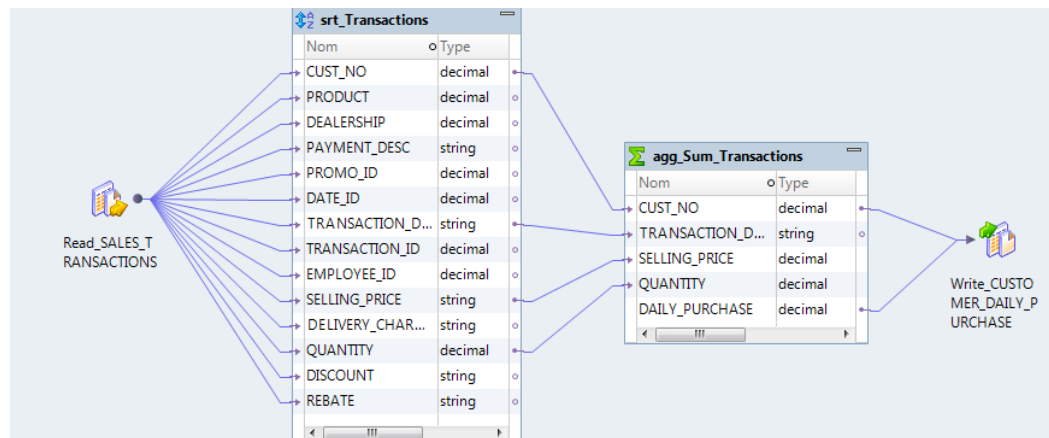 srt_Transactions
Nom Type
CUST_NO decimal
PRODUCT decimal
DEALERSHIP decimal
PAYMENT_DESC string
PROMO_ID decimal
DATE_ID decimal
TRANSACTION_D... string
TRANSACTION_ID decimal
EMPLOYEE_ID decimal
SELLING_PRICE string
DELIVERY_CHAR... string
QUANTITY decimal
DISCOUNT string
REBATE string
Read_SALES_T
RANSACTIONS
agg_Sum_Transactions
Nom Type
CUST_NO decimal
TRANSACTION_D... string
SELLING_PRICE decimal
QUANTITY decimal
DAILY_PURCHASE decimal
Write_CUSTO
MER_DAILY_P
URCHASE